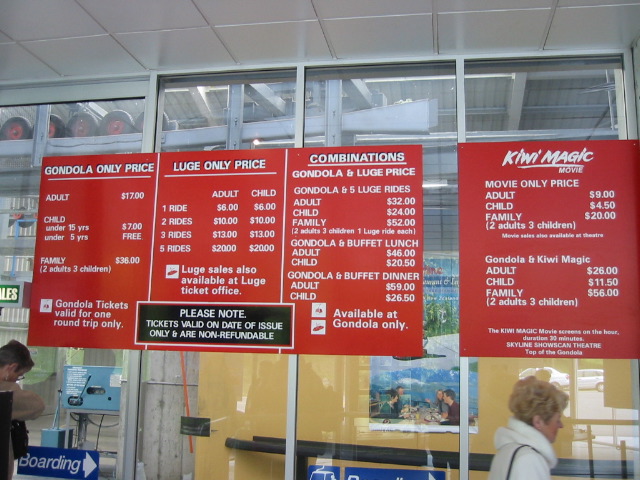 GONDOLA ONLY PRICE
ADULT $17.00
CHILD
under 15 yrs $7.00
under 5 yrs FREE
FAMILY $36.00
(2 adults 3 children)
Gondola Tickets
valid for one
round trip only.
LUGE ONLY PRICE
ADULT CHILD
1 RIDE $6.00 $6.00
2 RIDES $10.00 $10.00
3 RIDES $13.00 $13.00
5 RIDES $20.00 $20.00
Luge sales also
available at Luge
ticket office.
PLEASE NOTE.
TICKETS VALID ON DATE OF ISSUE
ONLY & ARE NON-REFUNDABLE
COMBINATIONS
GONDOLA & LUGE PRICE
GONDOLA & 5 LUGE RIDES
ADULT $32.00
CHILD $24.00
FAMILY $52.00
(2 adults 3 children 1 Luge ride each)
GONDOLA & BUFFET LUNCH
ADULT $46.00
CHILD $20.50
GONDOLA & BUFFET DINNER
ADULT $59.00
CHILD $26.50
Available at
Gondola only.
KIWI MAGIC
MOVIE
MOVIE ONLY PRICE
ADULT $9.00
CHILD $4.50
FAMILY $20.00
(2 adults 3 children)
Movie sales also available at theatre
Gondola & Kiwi Magic
ADULT $26.00
CHILD $11.50
FAMILY $56.00
(2 adults 3 children)
The KIWI MAGIC Movie screens on the hour,
duration 30 minutes.
SKYLINE SHOWSCAN THEATRE
Top of the Gondola
LES
Boarding
Boarding